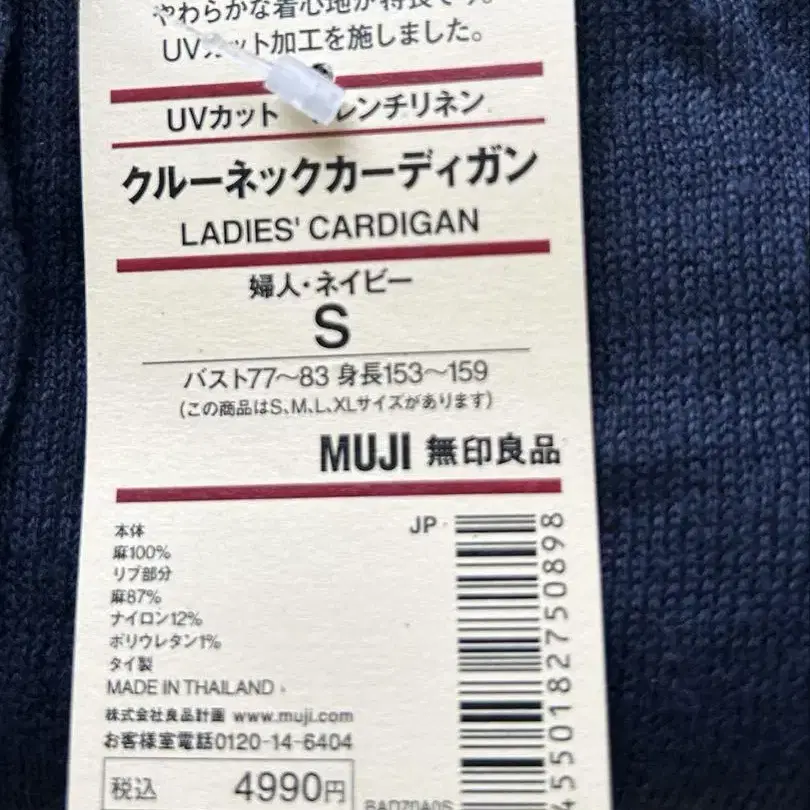 やわらかな着心地が特長です。
UVカット加工を施しました。
UVカット フレンチリネン
クルーネックカーディガン
LADIES' CARDIGAN
婦人・ネイビー
S
バスト77〜83 身長153〜159
(この商品はS、M、L、XLサイズがあります)
MUJI 無印良品
JP
本体
麻100%
リブ部分
麻87%
ナイロン12%
ポリウレタン1%
タイ製
MADE IN THAILAND
株式会社良品計画 www.muji.com
お客様室電話0120-14-6404
税込 4990円
4550182750898